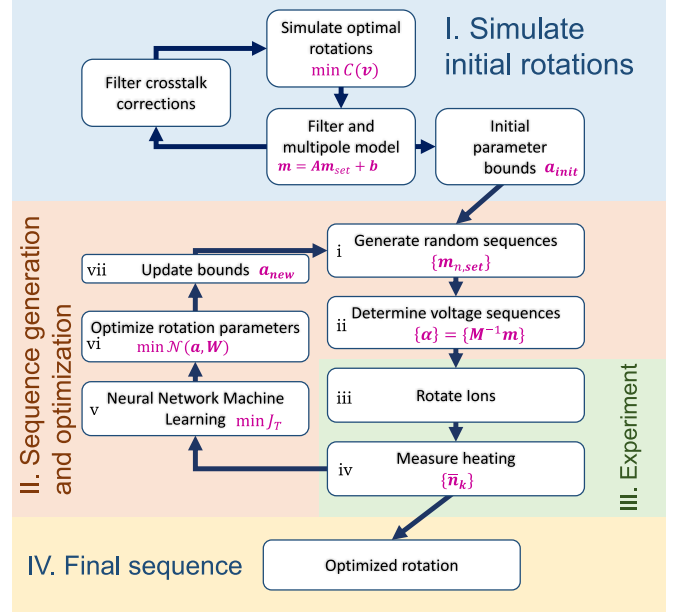 I. Simulate
initial rotations
Simulate optimal
rotations
min C(v)
Filter crosstalk
corrections
Filter and
multipole model
m = Am_set + b
Initial
parameter
bounds a_init
II. Sequence generation
and optimization
i
Generate random sequences
{m_n,set}
vii
Update bounds a_new
ii
Determine voltage sequences
{α} = {M⁻¹m}
vi
Optimize rotation parameters
min 𝒩(a, W)
iii
Rotate Ions
v
Neural Network Machine
Learning min J_T
iv
Measure heating
{n̅_k}
III. Experiment
IV. Final sequence
Optimized rotation